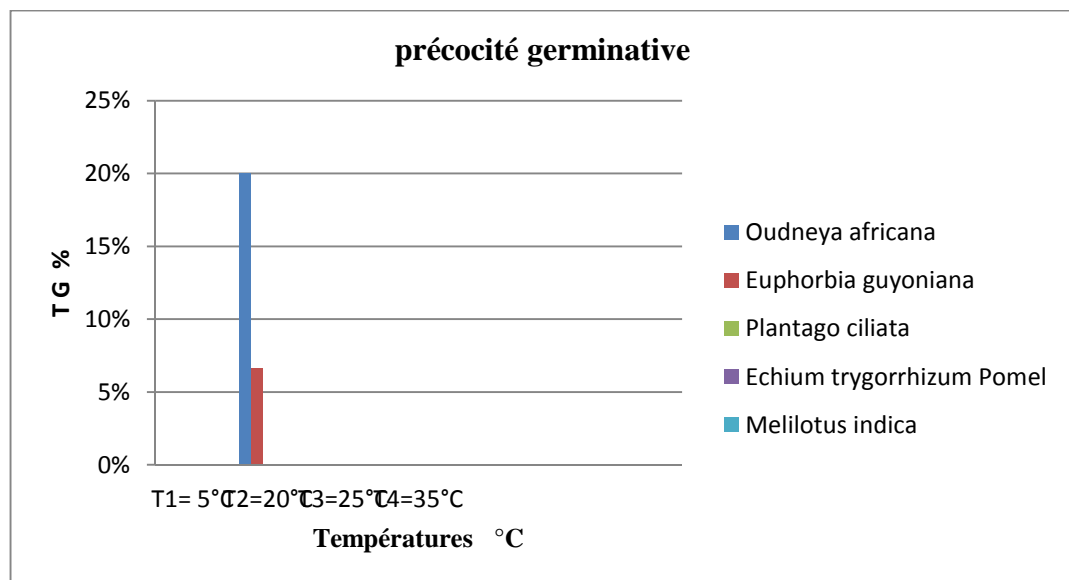 précocité germinative
25%
20%
15%
10%
5%
0%
T G %
T1= 5°C T2=20°C T3=25°C T4=35°C
Températures °C
Oudneya africana
Euphorbia guyoniana
Plantago ciliata
Echium trygorrhizum Pomel
Melilotus indica